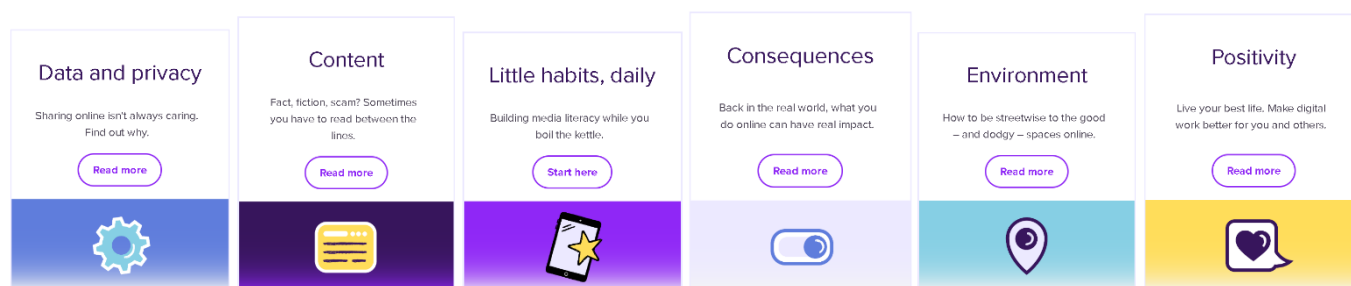 Data and privacy
Sharing online isn't always caring.
Find out why.
Read more
Content
Fact, fiction, scam? Sometimes
you have to read between the
lines.
Read more
Little habits, daily
Building media literacy while you
boil the kettle.
Start here
Consequences
Back in the real world, what you
do online can have real impact.
Read more
Environment
How to be streetwise to the good
– and dodgy – spaces online.
Read more
Positivity
Live your best life. Make digital
work better for you and others.
Read more